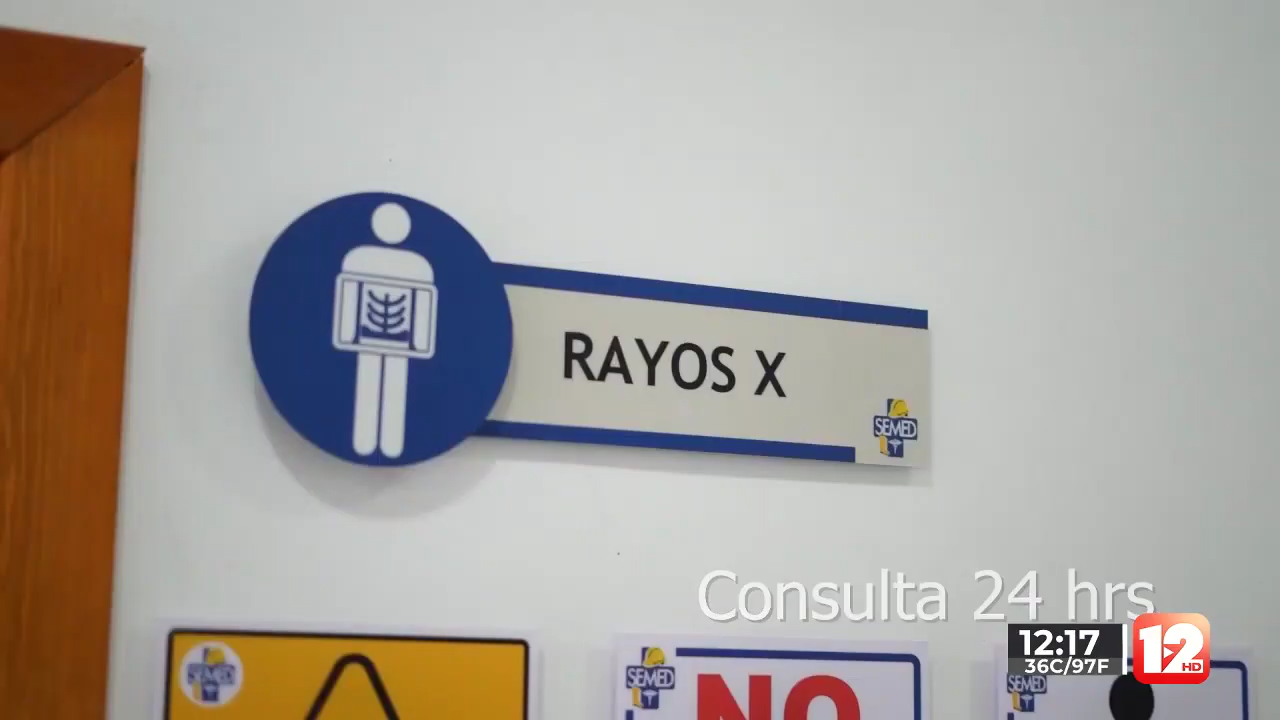 RAYOS X
SEMED
Consulta 24 hrs
SEMED
SEMED
NO
SEMED
12:17
36C/97F
12
HD